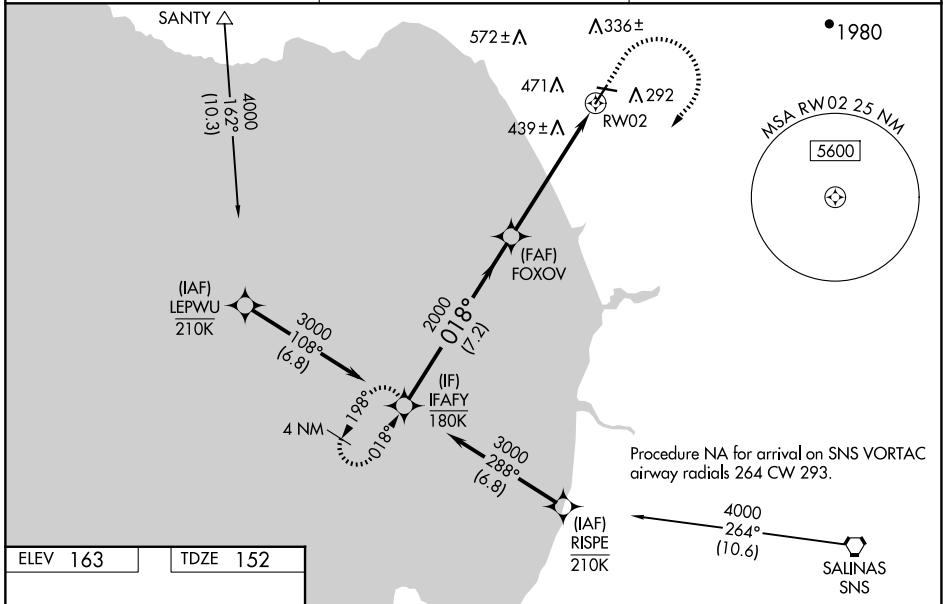 SANTY
4000
162°
(10.3)
572±
336±
1980
471
292
439±
RW02
MSA RW02 25 NM
5600
(FAF)
FOXOV
(IAF)
LEPWU
210K
3000
108°
(6.8)
2000
018°
(7.2)
(IF)
IFAFY
180K
198°
018°
4 NM
3000
288°
(6.8)
(IAF)
RISPE
210K
Procedure NA for arrival on SNS VORTAC
airway radials 264 CW 293.
4000
264°
(10.6)
SALINAS
SNS
ELEV 163
TDZE 152